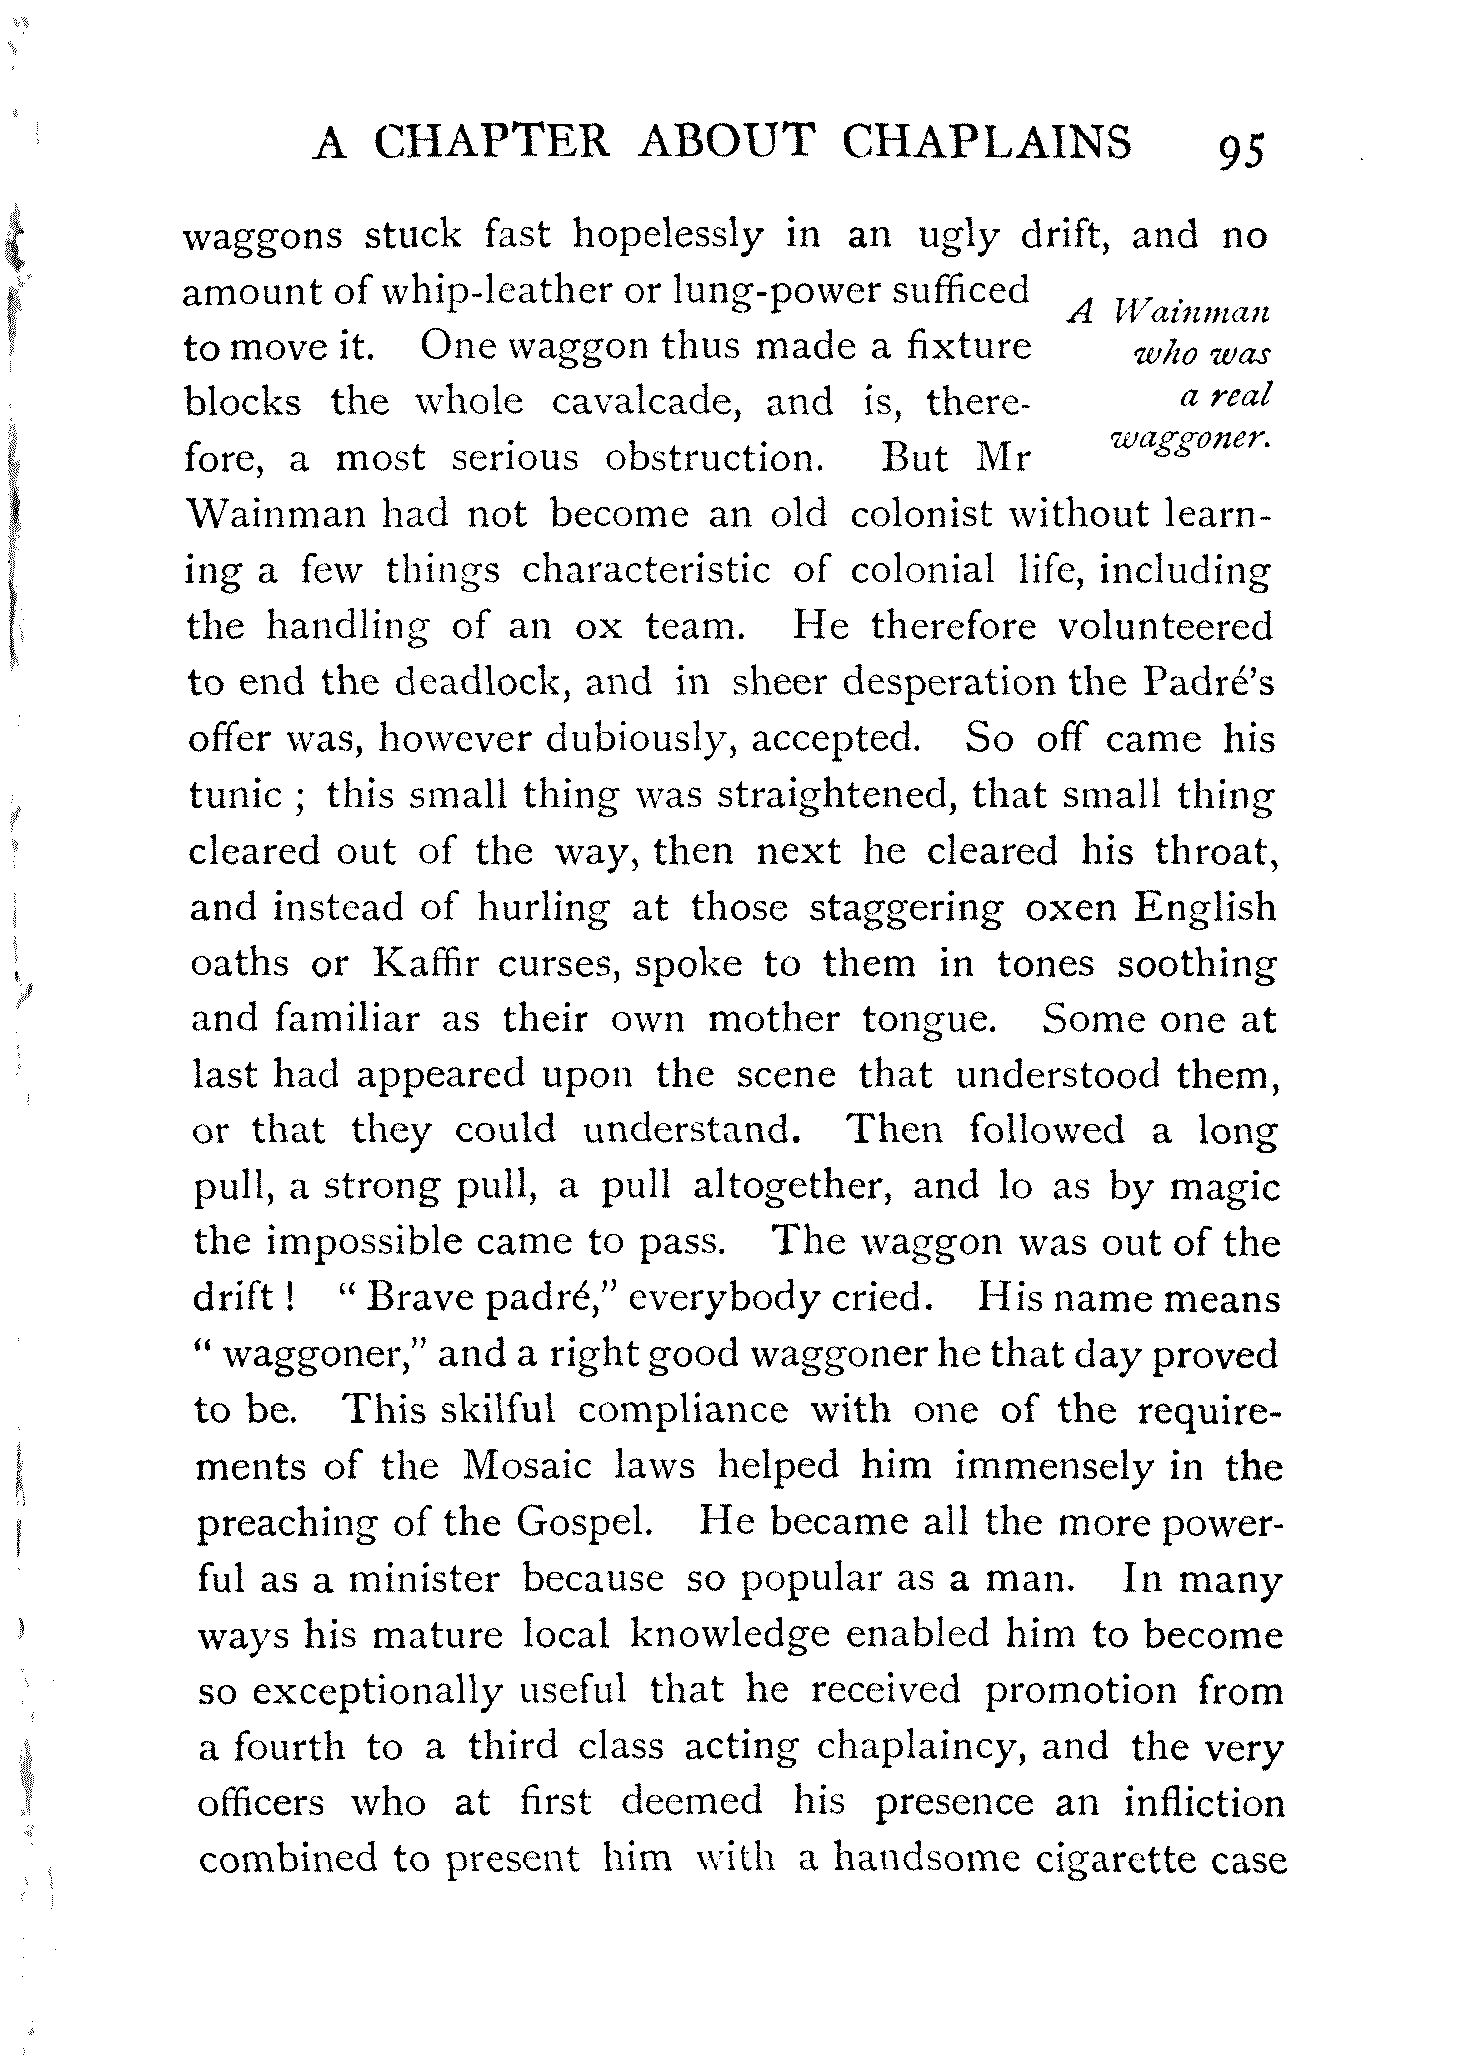 A CHAPTER ABOUT CHAPLAINS 95
waggons stuck fast hopelessly in an ugly drift, and no
amount of whip-leather or lung-power sufficed
to move it. One waggon thus made a fixture
blocks the whole cavalcade, and is, there-
fore, a most serious obstruction. But Mr
A Wainman
who was
a real
waggoner.
Wainman had not become an old colonist without learn-
ing a few things characteristic of colonial life, including
the handling of an ox team. He therefore volunteered
to end the deadlock, and in sheer desperation the Padré's
offer was, however dubiously, accepted. So off came his
tunic ; this small thing was straightened, that small thing
cleared out of the way, then next he cleared his throat,
and instead of hurling at those staggering oxen English
oaths or Kaffir curses, spoke to them in tones soothing
and familiar as their own mother tongue. Some one at
last had appeared upon the scene that understood them,
or that they could understand. Then followed a long
pull, a strong pull, a pull altogether, and lo as by magic
the impossible came to pass. The waggon was out of the
drift ! “ Brave padré,” everybody cried. His name means
“ waggoner,” and a right good waggoner he that day proved
to be. This skilful compliance with one of the require-
ments of the Mosaic laws helped him immensely in the
preaching of the Gospel. He became all the more power-
ful as a minister because so popular as a man. In many
ways his mature local knowledge enabled him to become
so exceptionally useful that he received promotion from
a fourth to a third class acting chaplaincy, and the very
officers who at first deemed his presence an infliction
combined to present him with a handsome cigarette case